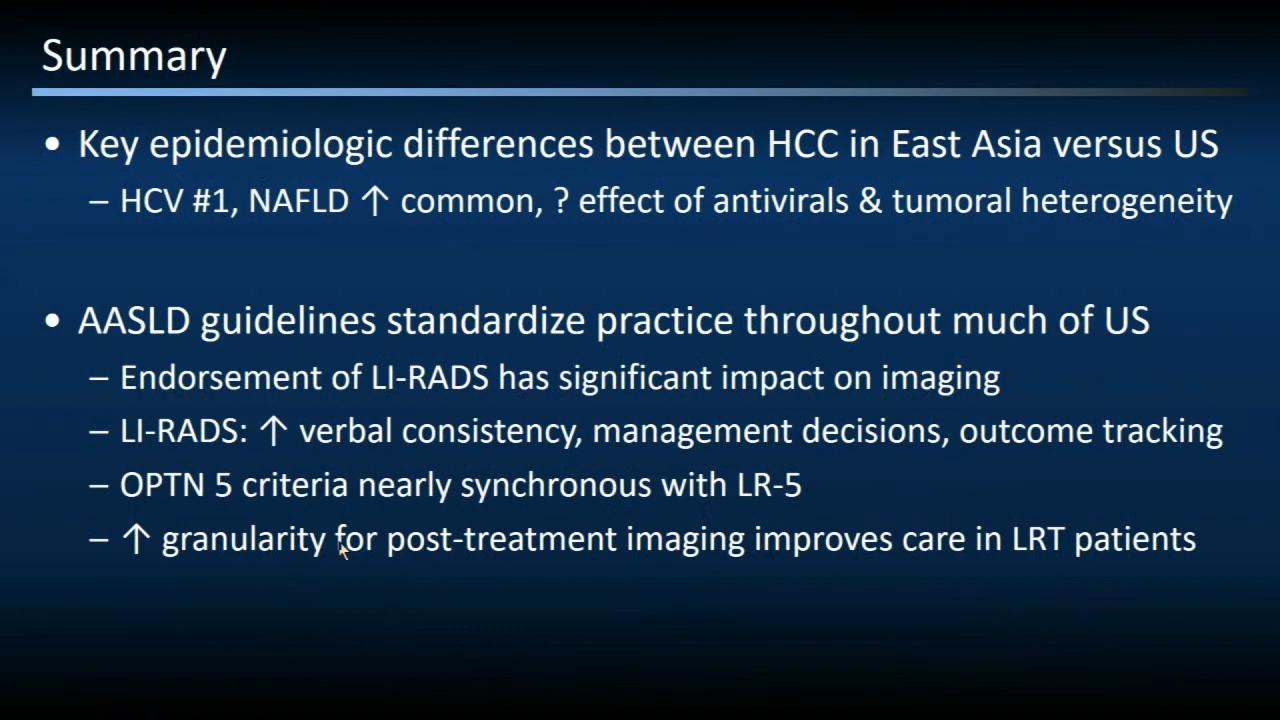 Summary
• Key epidemiologic differences between HCC in East Asia versus US
– HCV #1, NAFLD ↑ common, ? effect of antivirals & tumoral heterogeneity
• AASLD guidelines standardize practice throughout much of US
– Endorsement of LI-RADS has significant impact on imaging
– LI-RADS: ↑ verbal consistency, management decisions, outcome tracking
– OPTN 5 criteria nearly synchronous with LR-5
– ↑ granularity for post-treatment imaging improves care in LRT patients